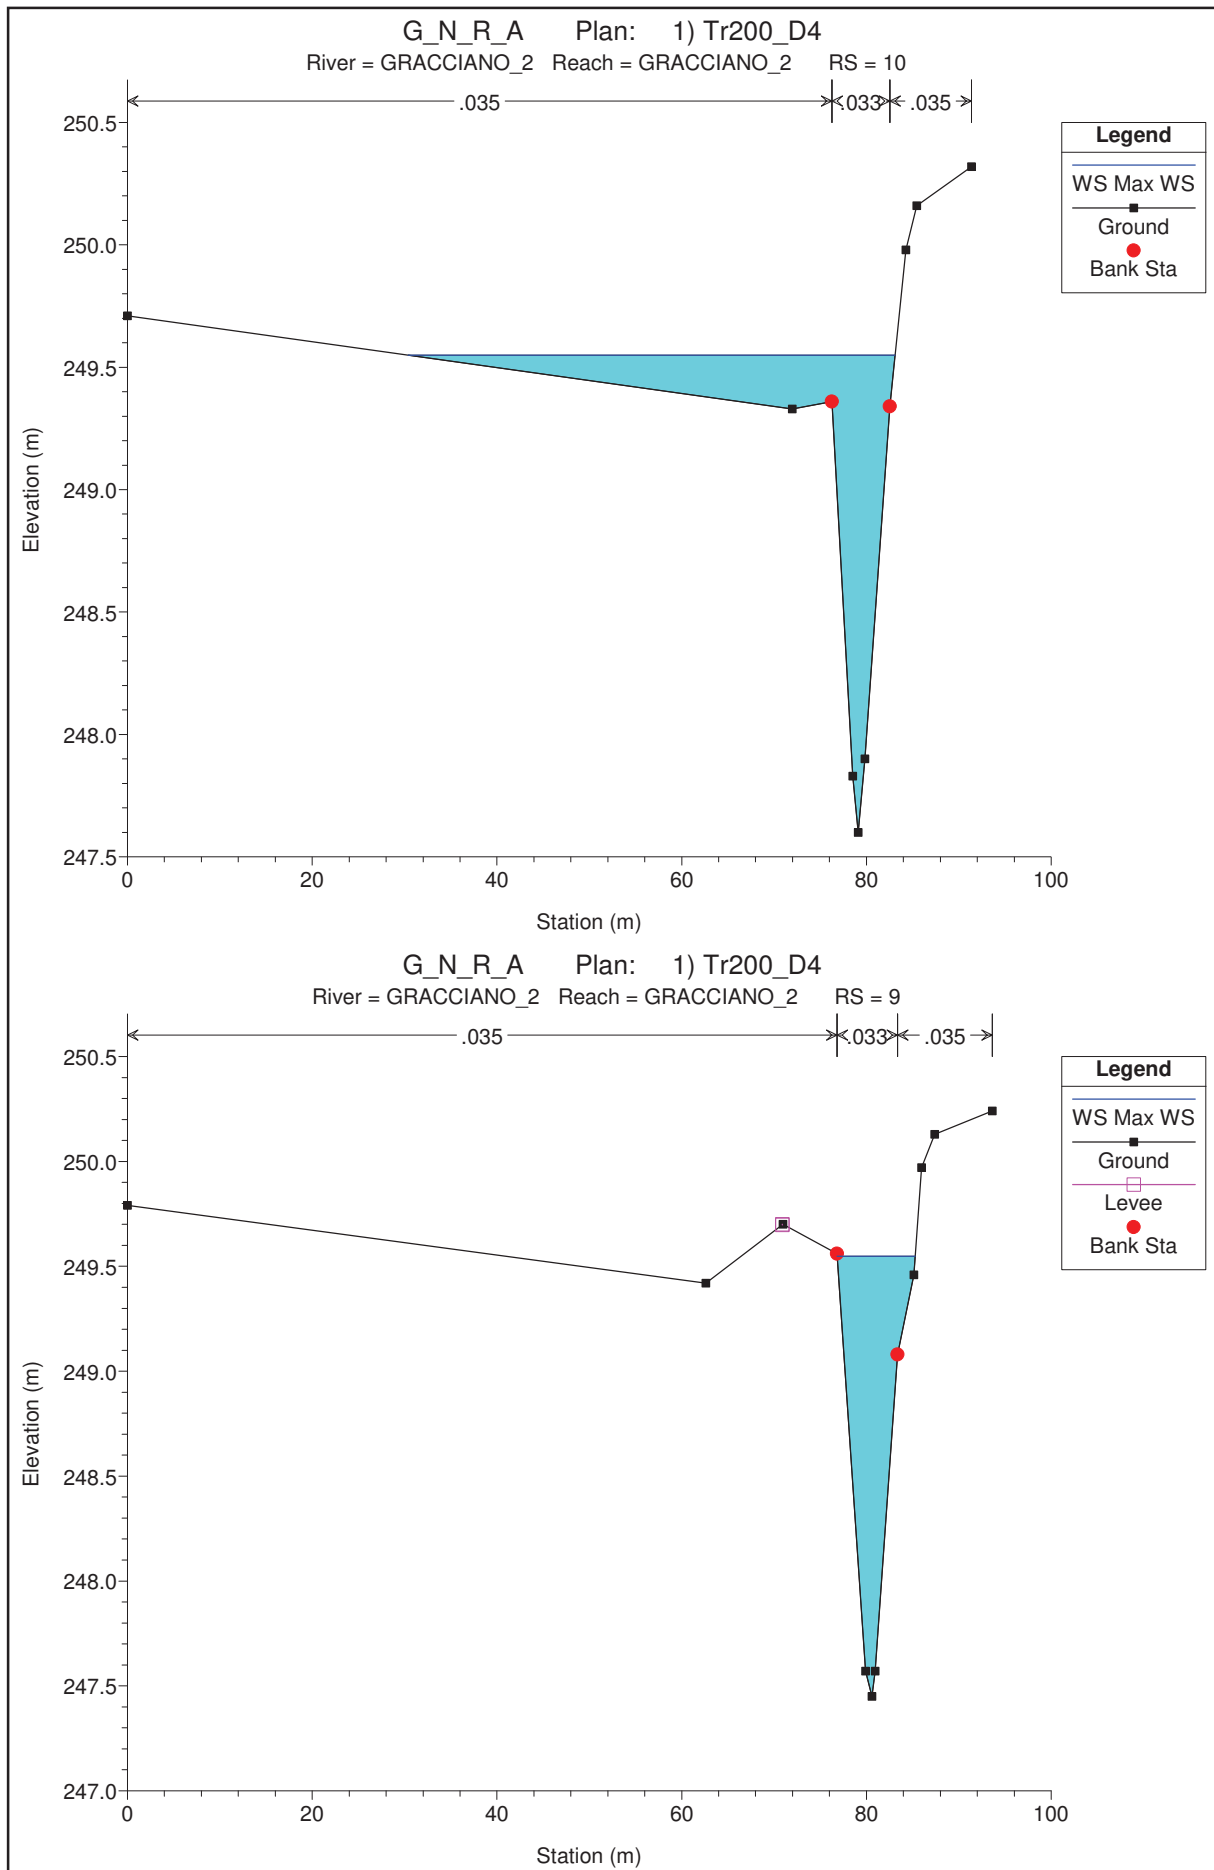 G_N_R_A Plan: 1) Tr200_D4
River = GRACCIANO_2 Reach = GRACCIANO_2 RS = 10
.035 .033 .035
Legend
WS Max WS
Ground
Bank Sta
Elevation (m)
250.5
250.0
249.5
249.0
248.5
248.0
247.5
0 20 40 60 80 100
Station (m)
G_N_R_A Plan: 1) Tr200_D4
River = GRACCIANO_2 Reach = GRACCIANO_2 RS = 9
.035 .033 .035
Legend
WS Max WS
Ground
Levee
Bank Sta
Elevation (m)
250.5
250.0
249.5
249.0
248.5
248.0
247.5
247.0
0 20 40 60 80 100
Station (m)